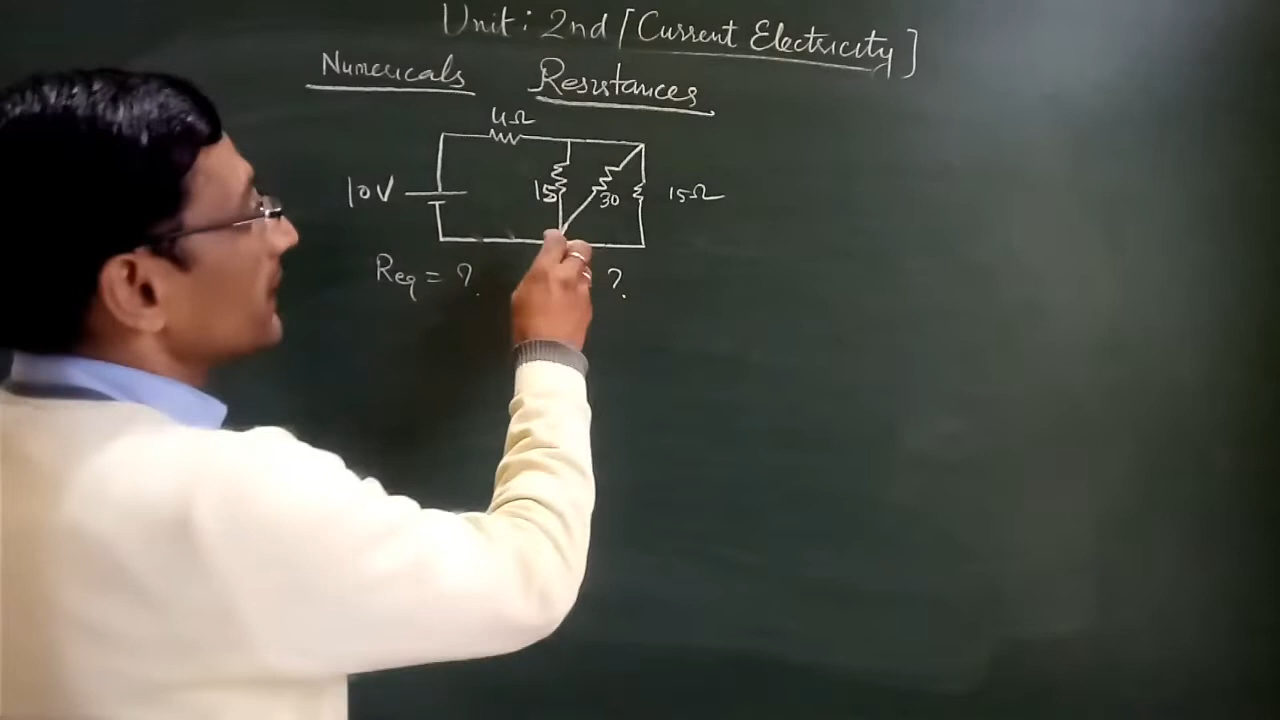 Unit: 2nd [Current Electricity]
Numericals Resistances
4Ω
10V 15 30 15Ω
Req = ? ?